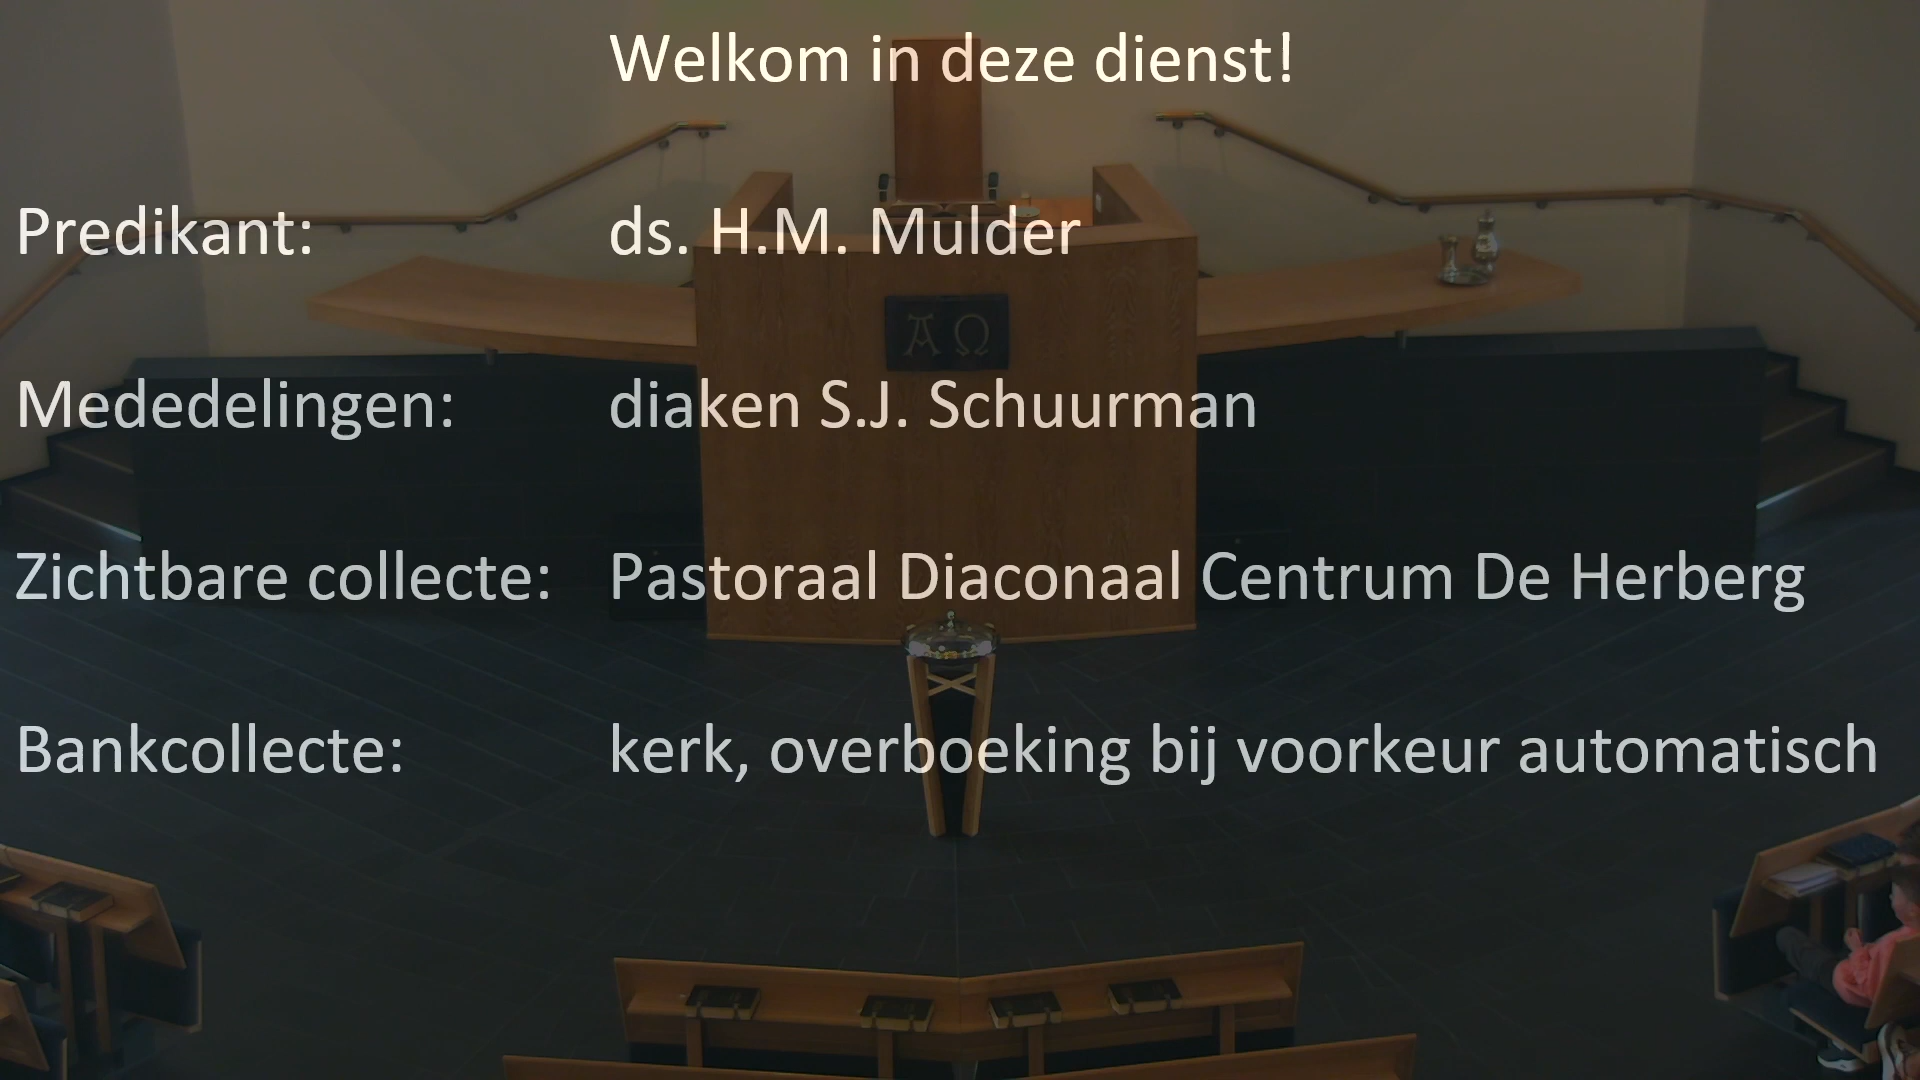 Welkom in deze dienst!
Predikant: ds. H.M. Mulder
ΑΩ
Mededelingen: diaken S.J. Schuurman
Zichtbare collecte: Pastoraal Diaconaal Centrum De Herberg
Bankcollecte: kerk, overboeking bij voorkeur automatisch